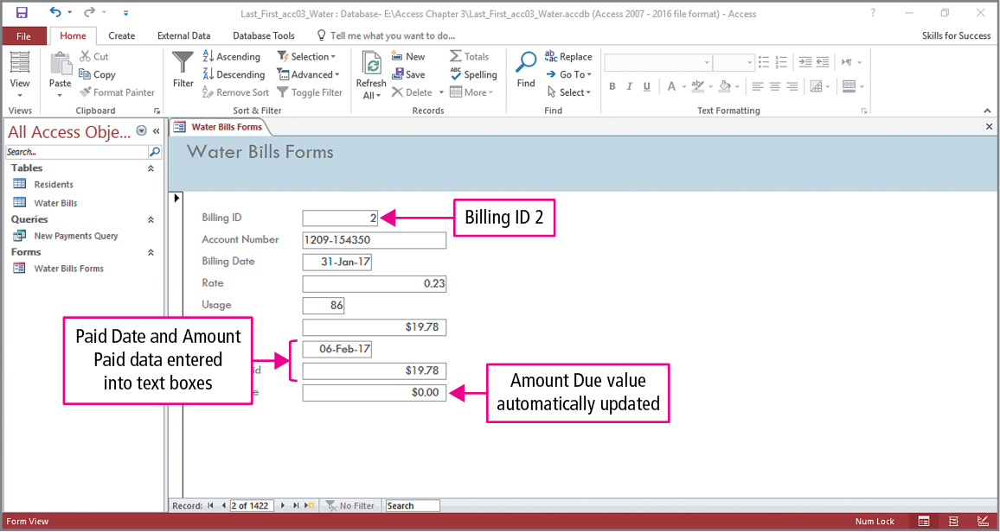 Last_First_acc03_Water : Database- E:\Access Chapter 3\Last_First_acc03_Water.accdb (Access 2007 - 2016 file format) - Access
?
File Home Create External Data Database Tools Tell me what you want to do... Skills for Success
View
Views
Paste
Cut
Copy
Format Painter
Clipboard
Filter
Ascending
Descending
Remove Sort
Selection
Advanced
Toggle Filter
Sort & Filter
Refresh
All
New
Save
Delete
Totals
Spelling
More
Records
Find
Replace
Go To
Select
Find
B I U A
Text Formatting
All Access Obje...
Search...
Tables
Residents
Water Bills
Queries
New Payments Query
Forms
Water Bills Forms
Water Bills Forms
Water Bills Forms
Billing ID 2
Account Number 1209-154350
Billing Date 31-Jan-17
Rate 0.23
Usage 86
$19.78
06-Feb-17
id $19.78
e $0.00
Billing ID 2
Paid Date and Amount
Paid data entered
into text boxes
Amount Due value
automatically updated
Record: 2 of 1422 No Filter Search
Form View Num Lock